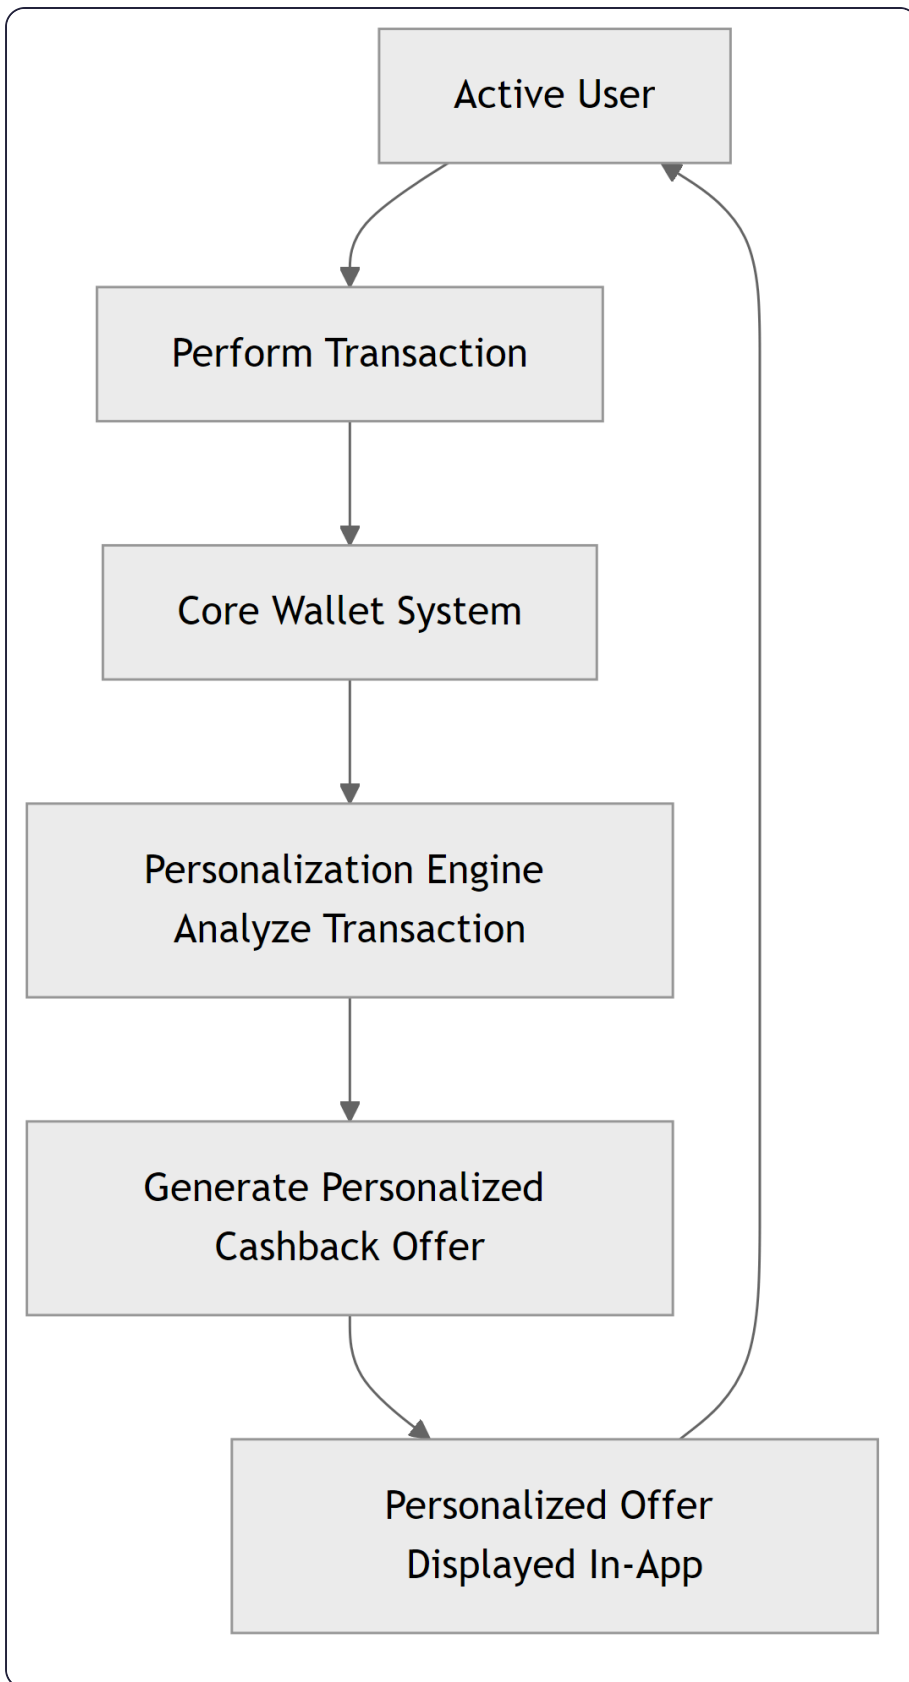 Active User
Perform Transaction
Core Wallet System
Personalization Engine
Analyze Transaction
Generate Personalized
Cashback Offer
Personalized Offer
Displayed In-App